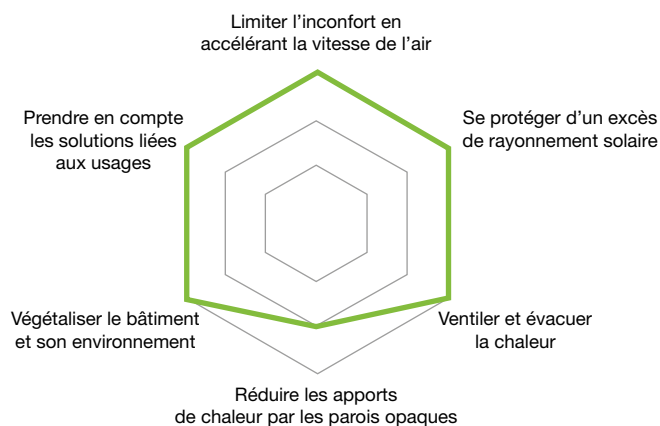 Limiter l’inconfort en
accélérant la vitesse de l’air
Prendre en compte
les solutions liées
aux usages
Se protéger d’un excès
de rayonnement solaire
Végétaliser le bâtiment
et son environnement
Ventiler et évacuer
la chaleur
Réduire les apports
de chaleur par les parois opaques